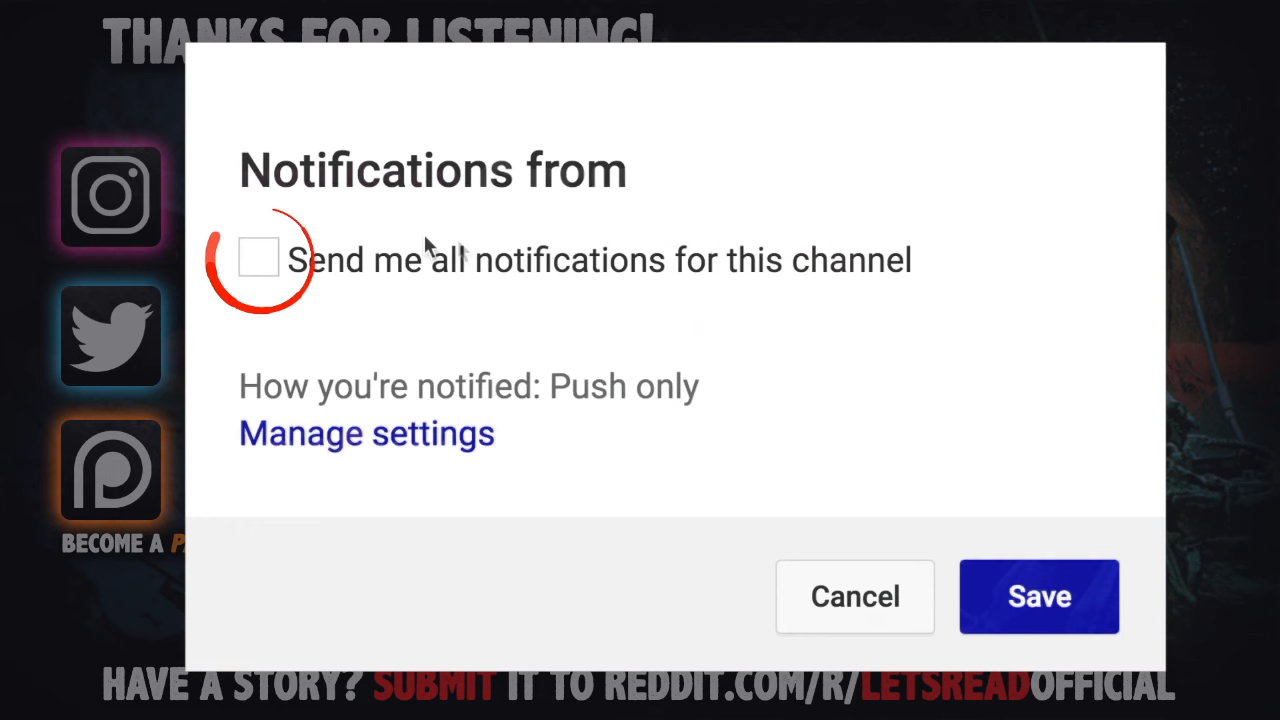 THANKS FOR LISTENING!
Notifications from
Send me all notifications for this channel
How you're notified: Push only
Manage settings
BECOME A
Cancel
Save
HAVE A STORY? SUBMIT IT TO REDDIT.COM/R/LETSREADOFFICIAL